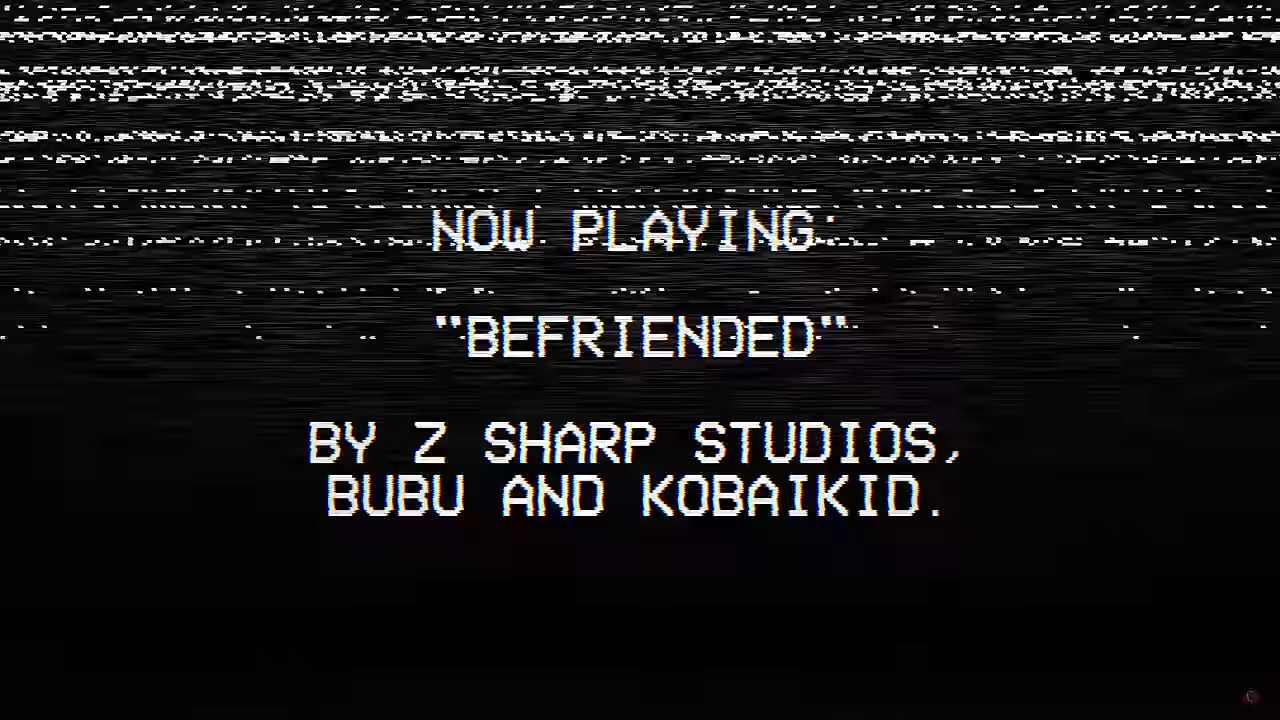 NOW PLAYING:
"BEFRIENDED"
BY Z SHARP STUDIOS,
BUBU AND KOBAIKID.